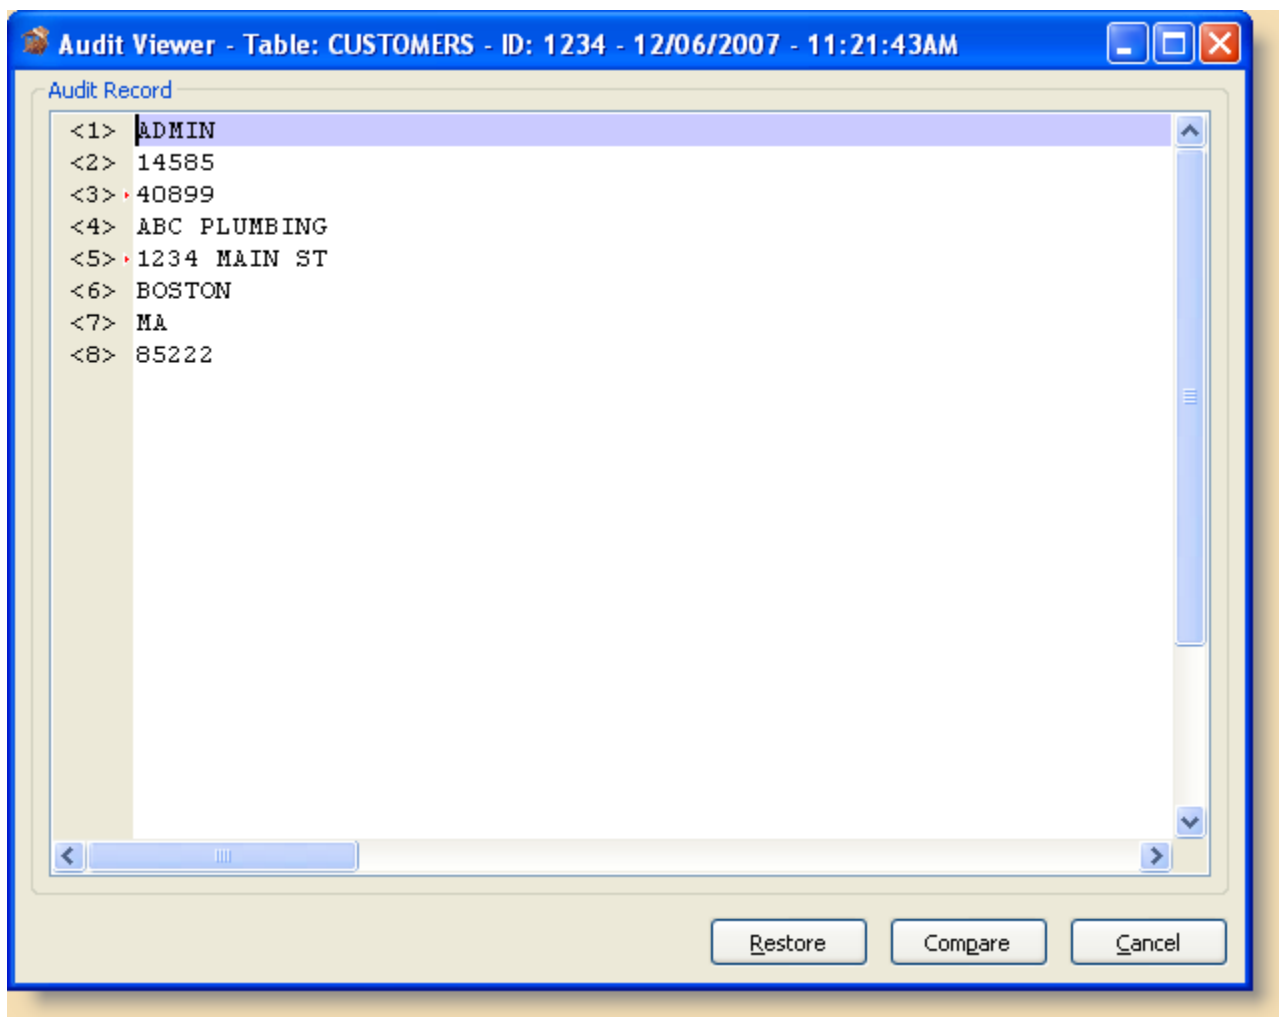 Audit Viewer - Table: CUSTOMERS - ID: 1234 - 12/06/2007 - 11:21:43AM
Audit Record
<1> ADMIN
<2> 14585
<3> 40899
<4> ABC PLUMBING
<5> 1234 MAIN ST
<6> BOSTON
<7> MA
<8> 85222
Restore Compare Cancel